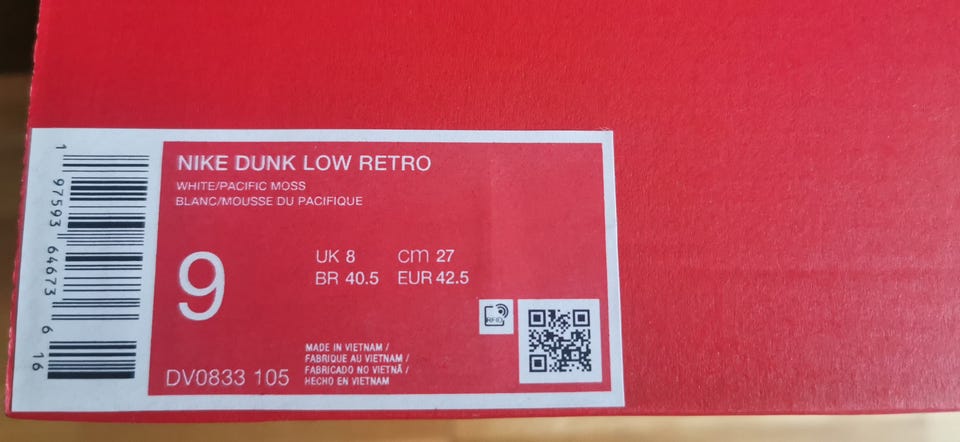 NIKE DUNK LOW RETRO
WHITE/PACIFIC MOSS
BLANC/MOUSSE DU PACIFIQUE
9
UK 8 cm 27
BR 40.5 EUR 42.5
RFID
MADE IN VIETNAM /
FABRIQUE AU VIETNAM /
FABRICADO NO VIETNÃ /
HECHO EN VIETNAM
DV0833 105
1 97593 64673 6 16